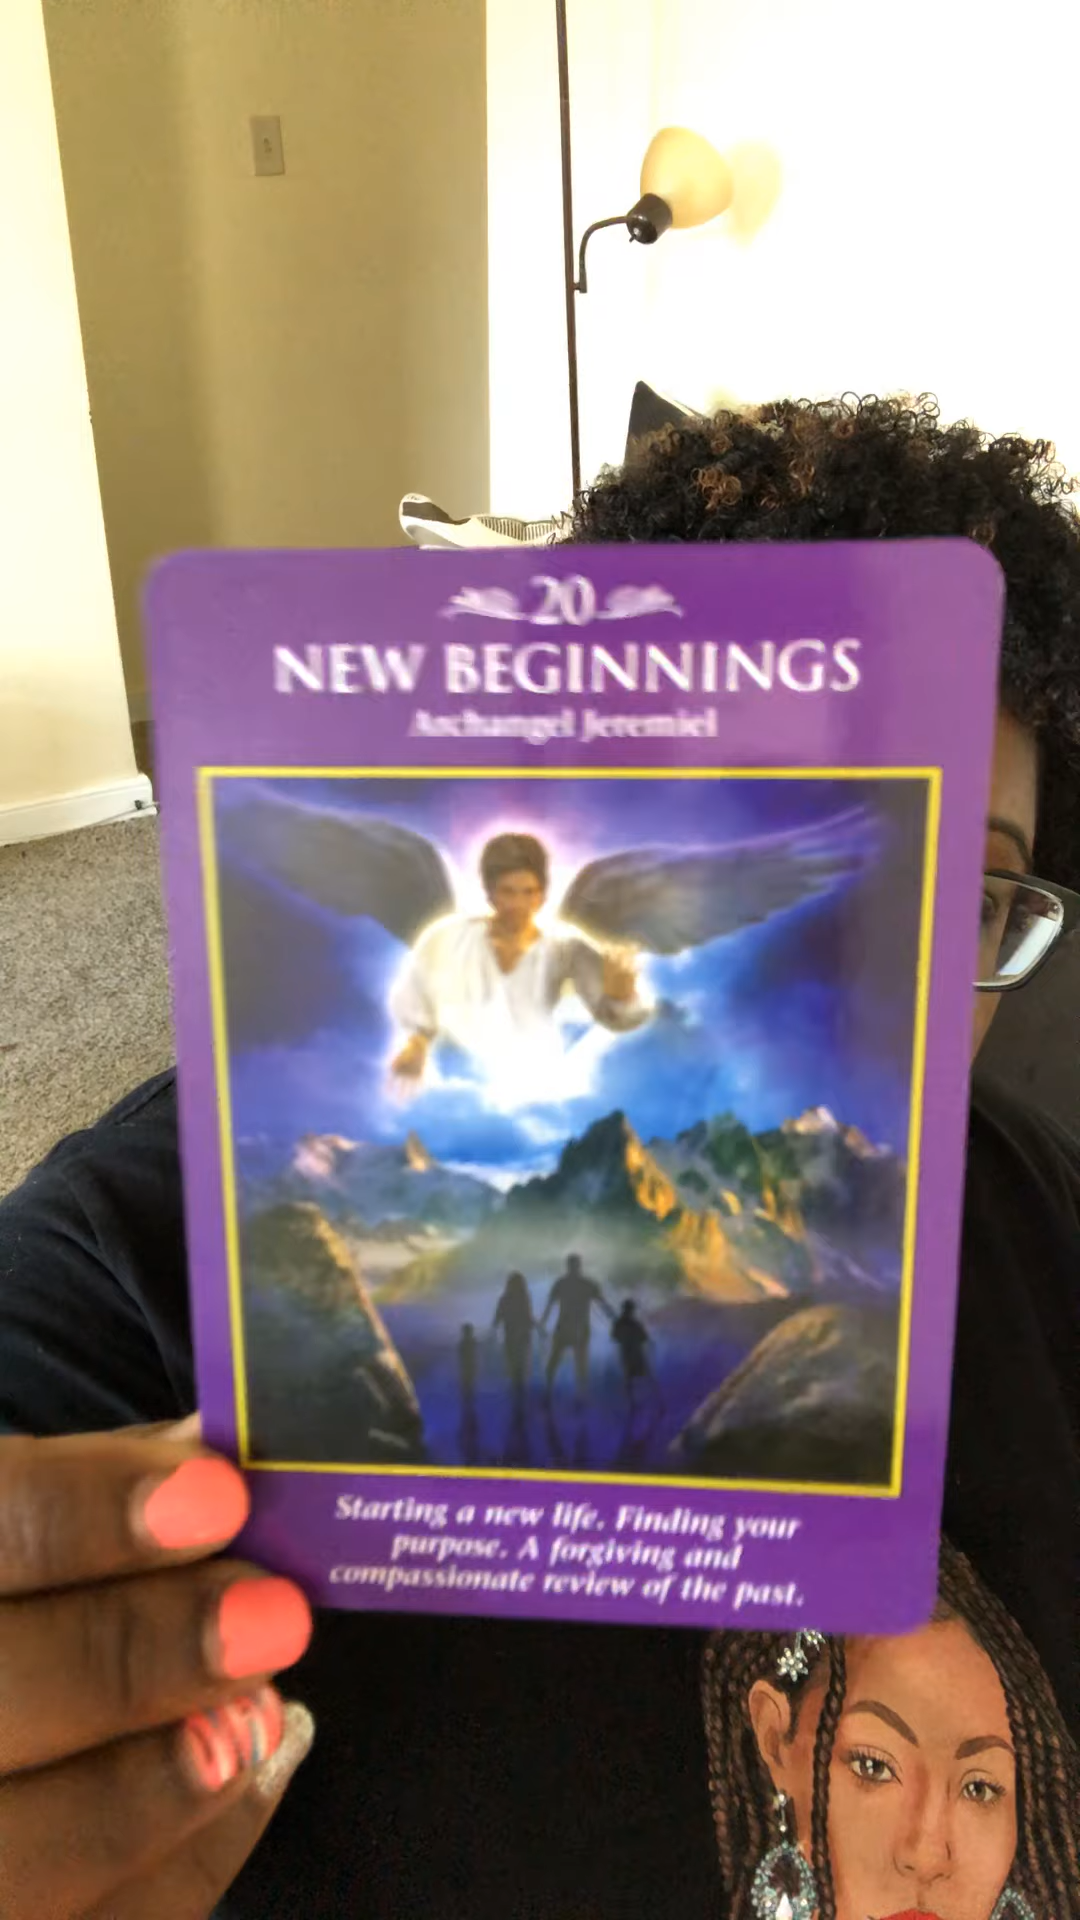 20
NEW BEGINNINGS
Archangel Jeremiel
Starting a new life. Finding your
purpose. A forgiving and
compassionate review of the past.